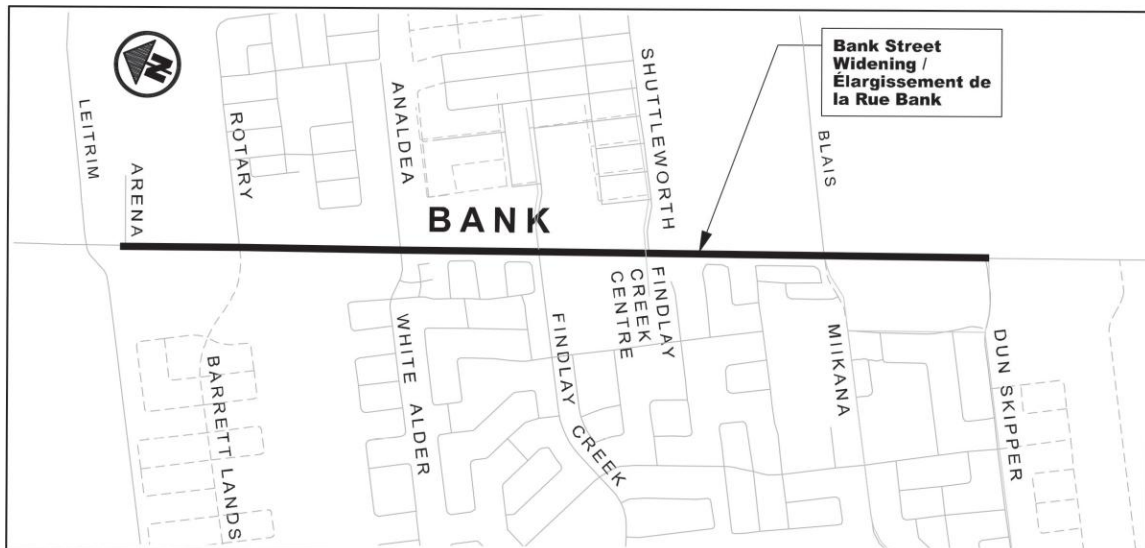 N
LEITRIM
ARENA
ROTARY
ANALDEA
SHUTTLEWORTH
BLAIS
Bank Street
Widening /
Élargissement de
la Rue Bank
BANK
BARRETT LANDS
WHITE ALDER
FINDLAY CREEK
FINDLAY
CREEK
CENTRE
MIIKANA
DUN SKIPPER